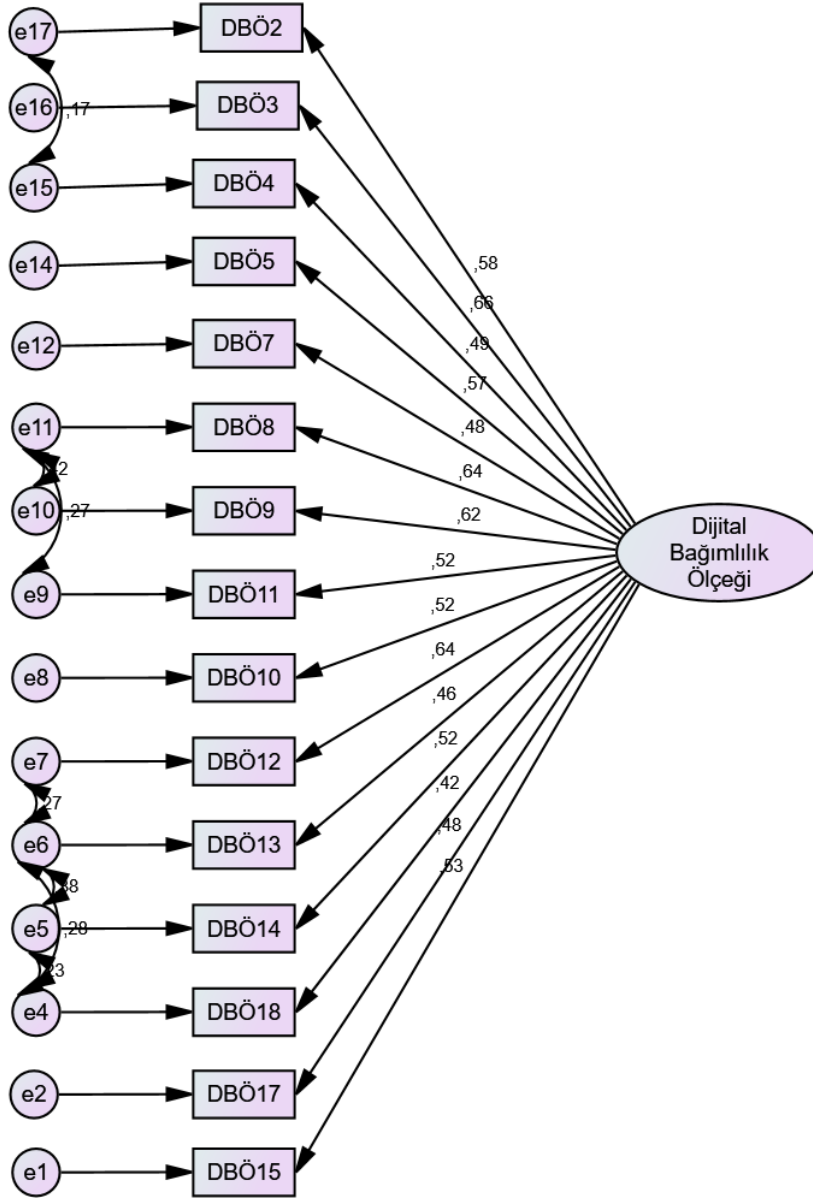 e17
DBÖ2
e16
,17
DBÖ3
e15
DBÖ4
e14
DBÖ5
e12
DBÖ7
e11
DBÖ8
e10
,27
DBÖ9
e9
DBÖ11
e8
DBÖ10
e7
DBÖ12
,27
e6
DBÖ13
e5
,28
DBÖ14
e4
DBÖ18
e2
DBÖ17
e1
DBÖ15
,58
,66
,49
,57
,48
,64
,62
,52
,52
,64
,46
,52
,42
,48
,53
Dijital
Bağımlılık
Ölçeği